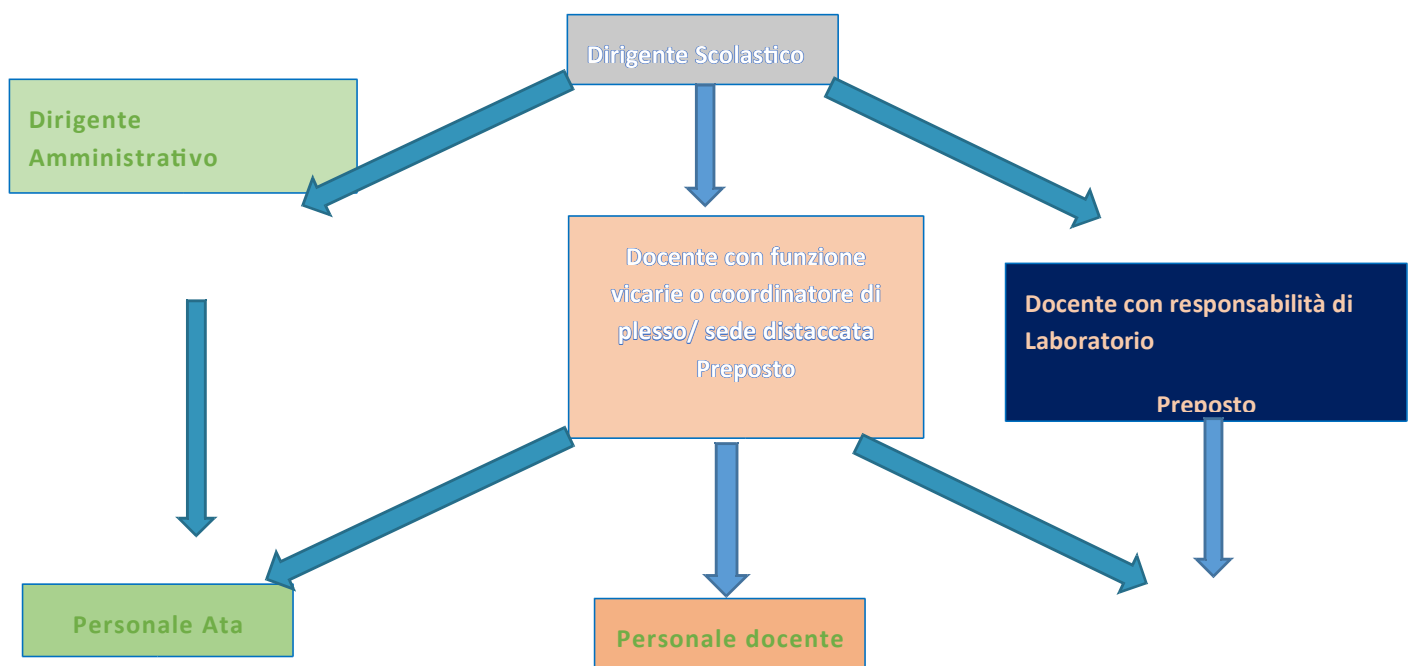 Dirigente Scolastico
Dirigente
Amministrativo
Docente con funzione
vicarie o coordinatore di
plesso/ sede distaccata
Preposto
Docente con responsabilità di
Laboratorio
Preposto
Personale Ata
Personale docente